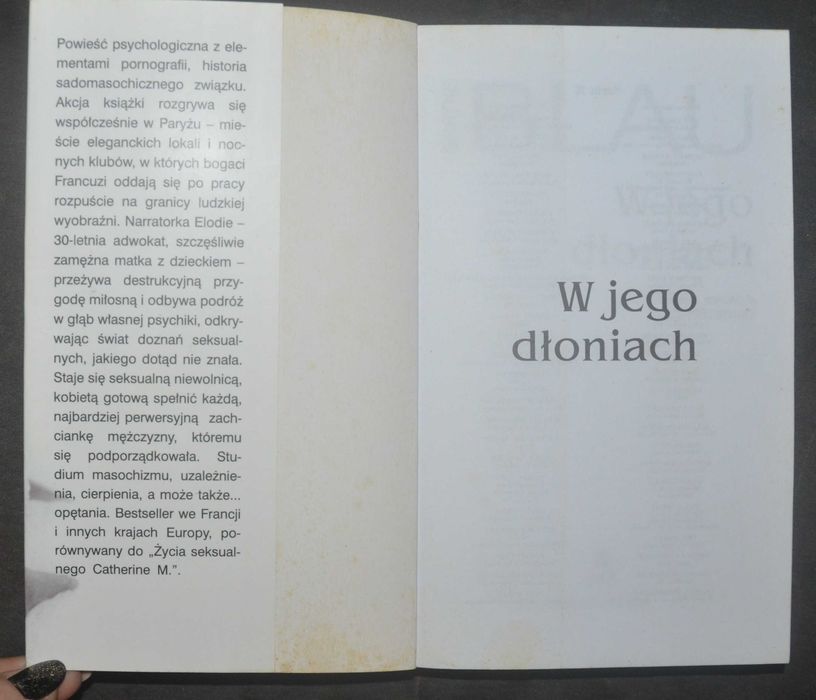 Powieść psychologiczna z ele-
mentami pornografii, historia
sadomasochicznego związku.
Akcja książki rozgrywa się
współcześnie w Paryżu – mie-
ście eleganckich lokali i noc-
nych klubów, w których bogaci
Francuzi oddają się po pracy
rozpuście na granicy ludzkiej
wyobraźni. Narratorka Elodie –
30-letnia adwokat, szczęśliwie
zamężna matka z dzieckiem –
przeżywa destrukcyjną przy-
godę miłosną i odbywa podróż
w głąb własnej psychiki, odkry-
wając świat doznań seksual-
nych, jakiego dotąd nie znała.
Staje się seksualną niewolnicą,
kobietą gotową spełnić każdą,
najbardziej perwersyjną zach-
ciankę mężczyzny, któremu
się podporządkowała. Stu-
dium masochizmu, uzależnie-
nia, cierpienia, a może także...
opętania. Bestseller we Francji
i innych krajach Europy, po-
równywany do „Życia seksual-
nego Catherine M.”.
W jego
dłoniach